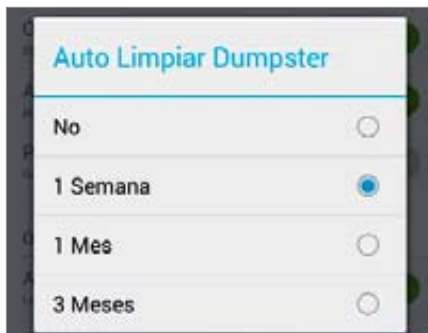 Auto Limpiar Dumpster
No
1 Semana
1 Mes
3 Meses